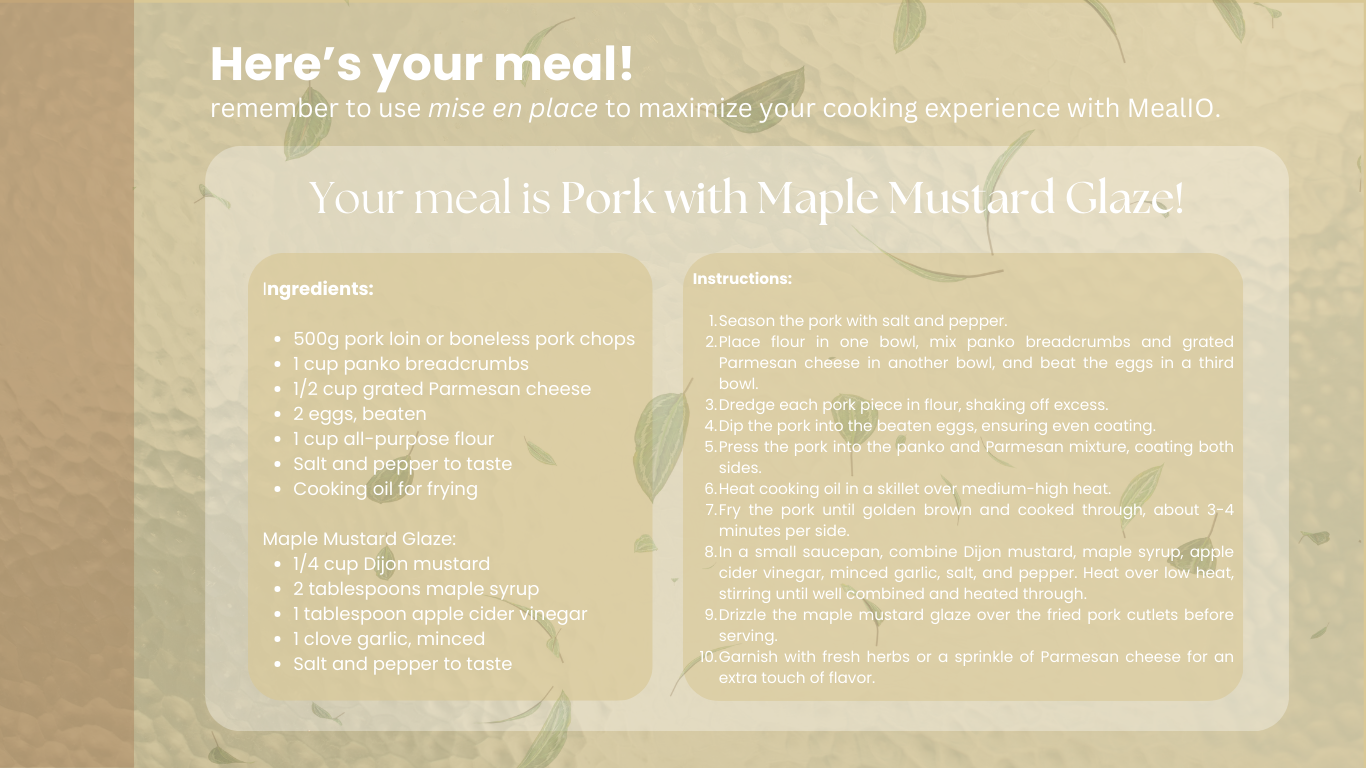 Here’s your meal!
remember to use mise en place to maximize your cooking experience with MealIO.
Your meal is Pork with Maple Mustard Glaze!
Ingredients:
• 500g pork loin or boneless pork chops
• 1 cup panko breadcrumbs
• 1/2 cup grated Parmesan cheese
• 2 eggs, beaten
• 1 cup all-purpose flour
• Salt and pepper to taste
• Cooking oil for frying
Maple Mustard Glaze:
• 1/4 cup Dijon mustard
• 2 tablespoons maple syrup
• 1 tablespoon apple cider vinegar
• 1 clove garlic, minced
• Salt and pepper to taste
Instructions:
1. Season the pork with salt and pepper.
2. Place flour in one bowl, mix panko breadcrumbs and grated
Parmesan cheese in another bowl, and beat the eggs in a third
bowl.
3. Dredge each pork piece in flour, shaking off excess.
4. Dip the pork into the beaten eggs, ensuring even coating.
5. Press the pork into the panko and Parmesan mixture, coating both
sides.
6. Heat cooking oil in a skillet over medium-high heat.
7. Fry the pork until golden brown and cooked through, about 3-4
minutes per side.
8. In a small saucepan, combine Dijon mustard, maple syrup, apple
cider vinegar, minced garlic, salt, and pepper. Heat over low heat,
stirring until well combined and heated through.
9. Drizzle the maple mustard glaze over the fried pork cutlets before
serving.
10. Garnish with fresh herbs or a sprinkle of Parmesan cheese for an
extra touch of flavor.